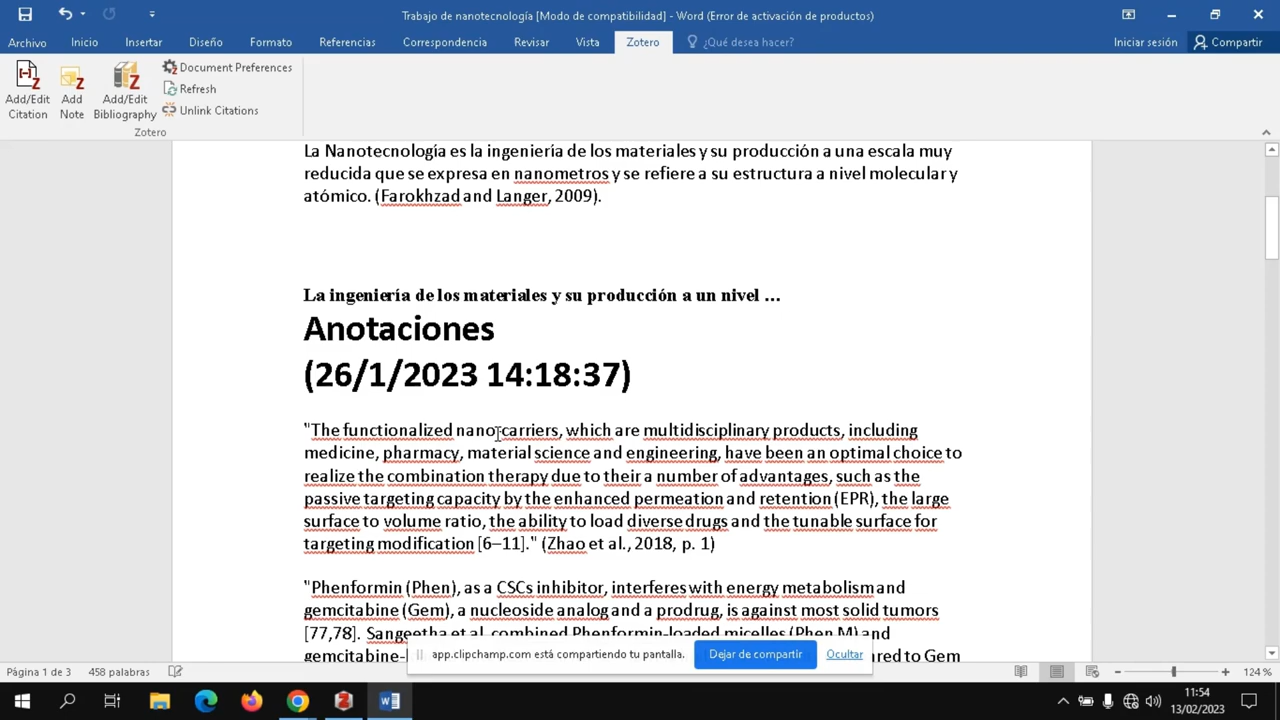 Trabajo de nanotecnología [Modo de compatibilidad] - Word (Error de activación de productos)
Archivo Inicio Insertar Diseño Formato Referencias Correspondencia Revisar Vista Zotero ¿Qué desea hacer? Iniciar sesión Compartir
Add/Edit Citation
Add Note
Add/Edit Bibliography
Document Preferences
Refresh
Unlink Citations
Zotero
La Nanotecnología es la ingeniería de los materiales y su producción a una escala muy
reducida que se expresa en nanometros y se refiere a su estructura a nivel molecular y
atómico. (Farokhzad and Langer, 2009).
La ingeniería de los materiales y su producción a un nivel ...
Anotaciones
(26/1/2023 14:18:37)
"The functionalized nanocarriers, which are multidisciplinary products, including
medicine, pharmacy, material science and engineering, have been an optimal choice to
realize the combination therapy due to their a number of advantages, such as the
passive targeting capacity by the enhanced permeation and retention (EPR), the large
surface to volume ratio, the ability to load diverse drugs and the tunable surface for
targeting modification [6–11]." (Zhao et al., 2018, p. 1)
"Phenformin (Phen), as a CSCs inhibitor, interferes with energy metabolism and
gemcitabine (Gem), a nucleoside analog and a prodrug, is against most solid tumors
[77,78]. Sangeetha et al. combined Phenformin-loaded micelles (Phen M) and
gemcitabine-
ared to Gem
app.clipchamp.com está compartiendo tu pantalla. Dejar de compartir Ocultar
Página 1 de 3 458 palabras 124 %
11:54
13/02/2023